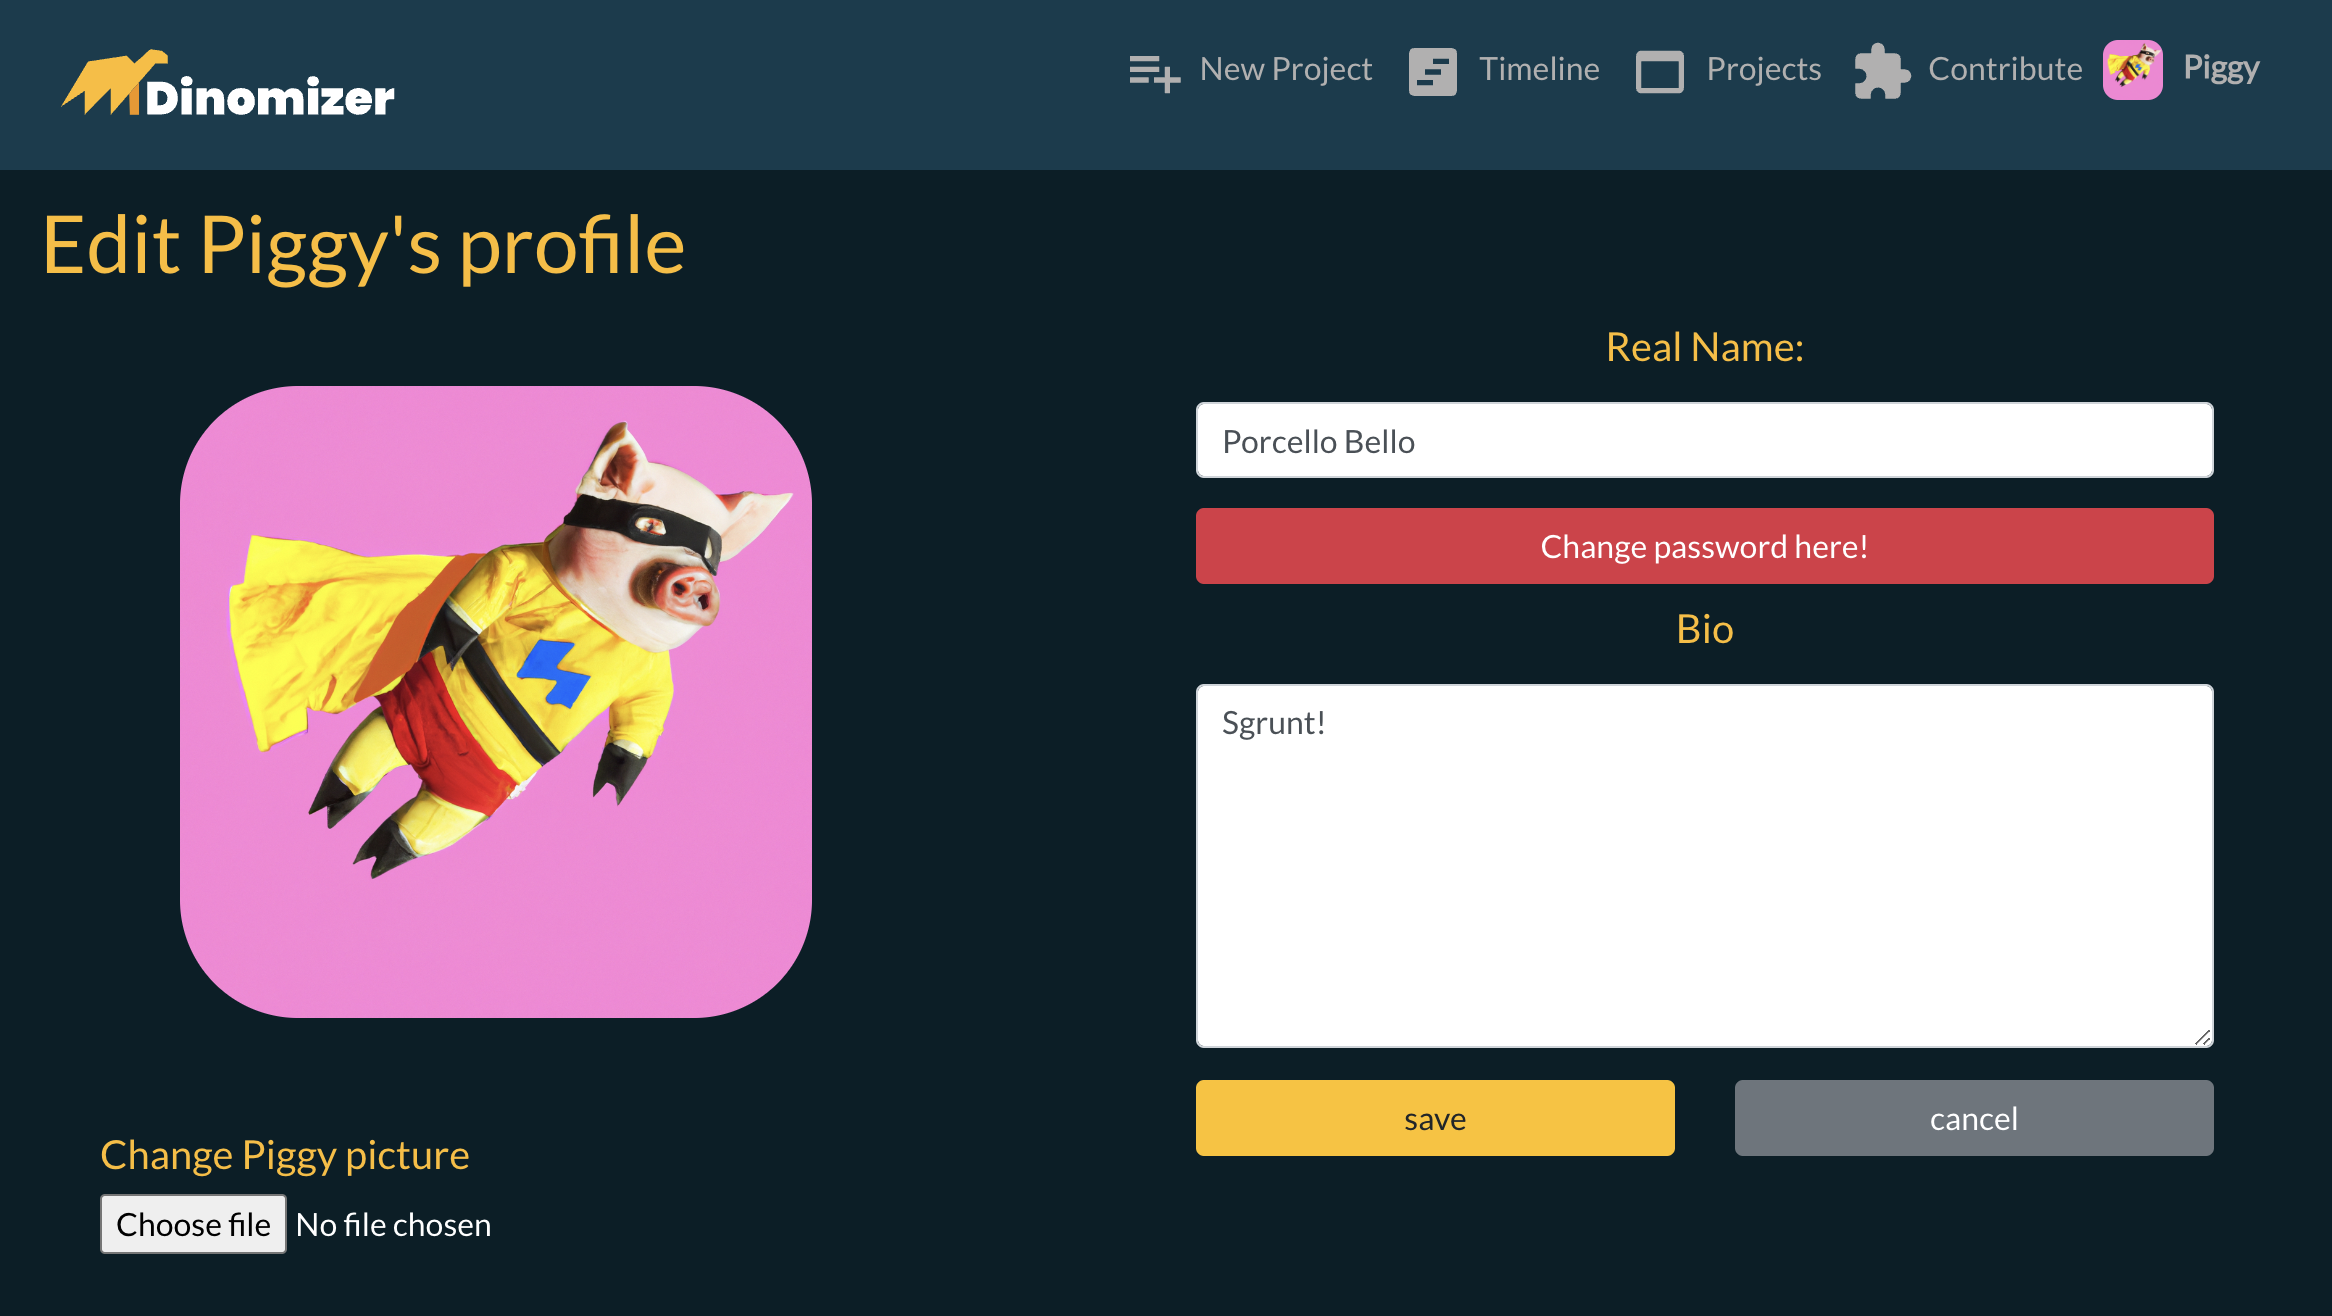 Dinomizer
New Project
Timeline
Projects
Contribute
Piggy
Edit Piggy's profile
Real Name:
Porcello Bello
Change password here!
Bio
Sgrunt!
save
cancel
Change Piggy picture
Choose file No file chosen